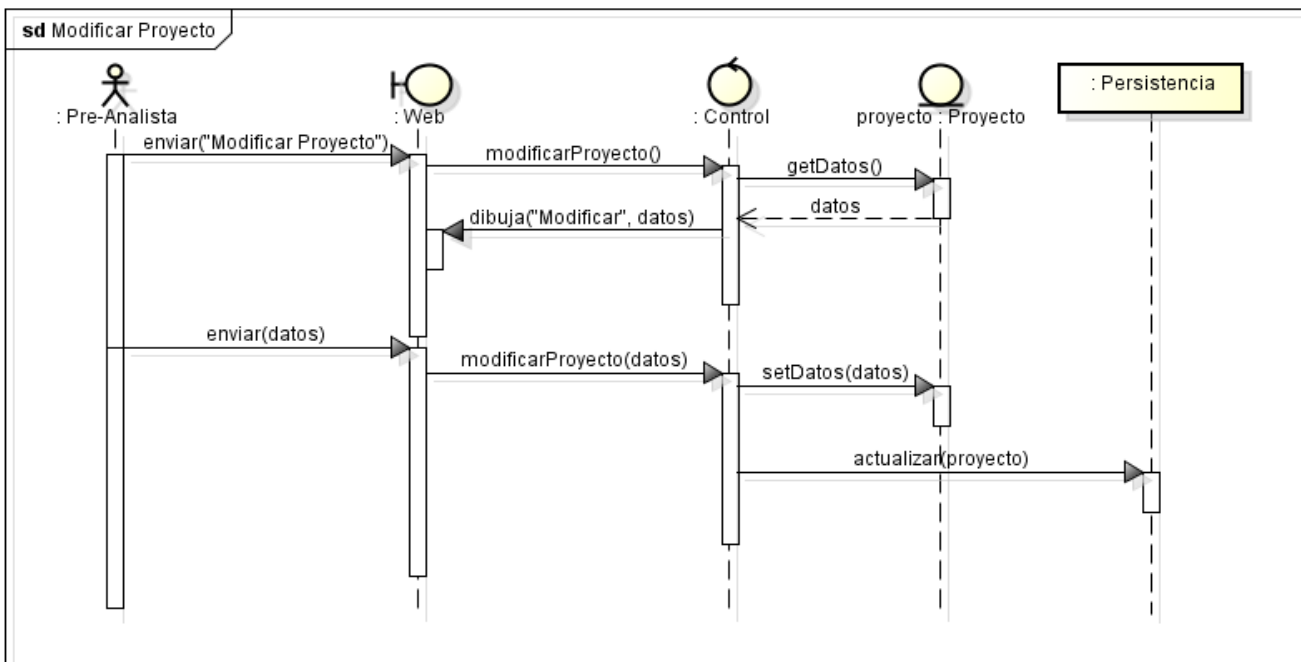 sd Modificar Proyecto
: Pre-Analista
: Web
: Control
proyecto : Proyecto
: Persistencia
enviar("Modificar Proyecto")
modificarProyecto()
getDatos()
datos
dibuja("Modificar", datos)
enviar(datos)
modificarProyecto(datos)
setDatos(datos)
actualizar(proyecto)